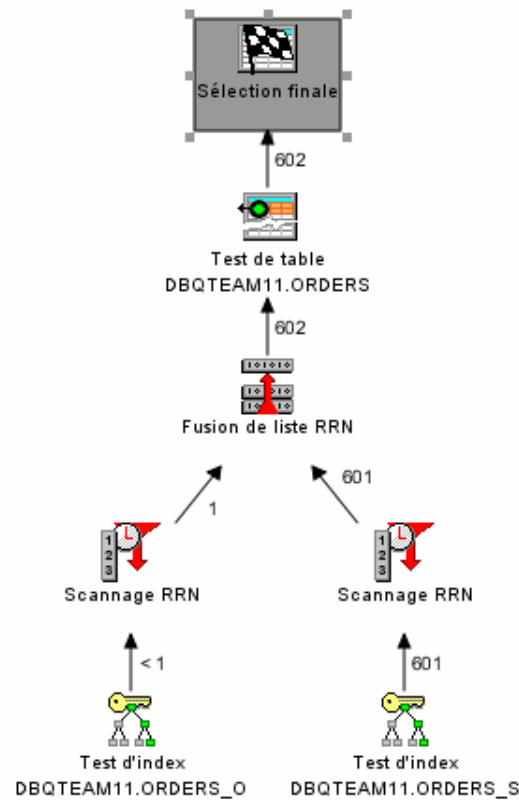 Sélection finale
602
Test de table
DBQTEAM11.ORDERS
602
Fusion de liste RRN
1
601
Scannage RRN
Scannage RRN
< 1
601
Test d'index
Test d'index
DBQTEAM11.ORDERS_O
DBQTEAM11.ORDERS_S